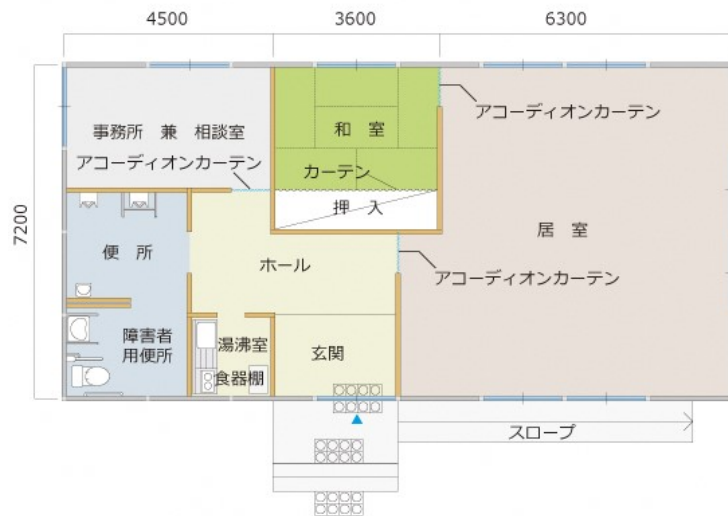 4500
3600
6300
7200
事務所 兼 相談室
アコーディオンカーテン
和 室
カーテン
押 入
アコーディオンカーテン
便 所
ホール
居 室
アコーディオンカーテン
障害者
用便所
湯沸室
食器棚
玄関
スロープ